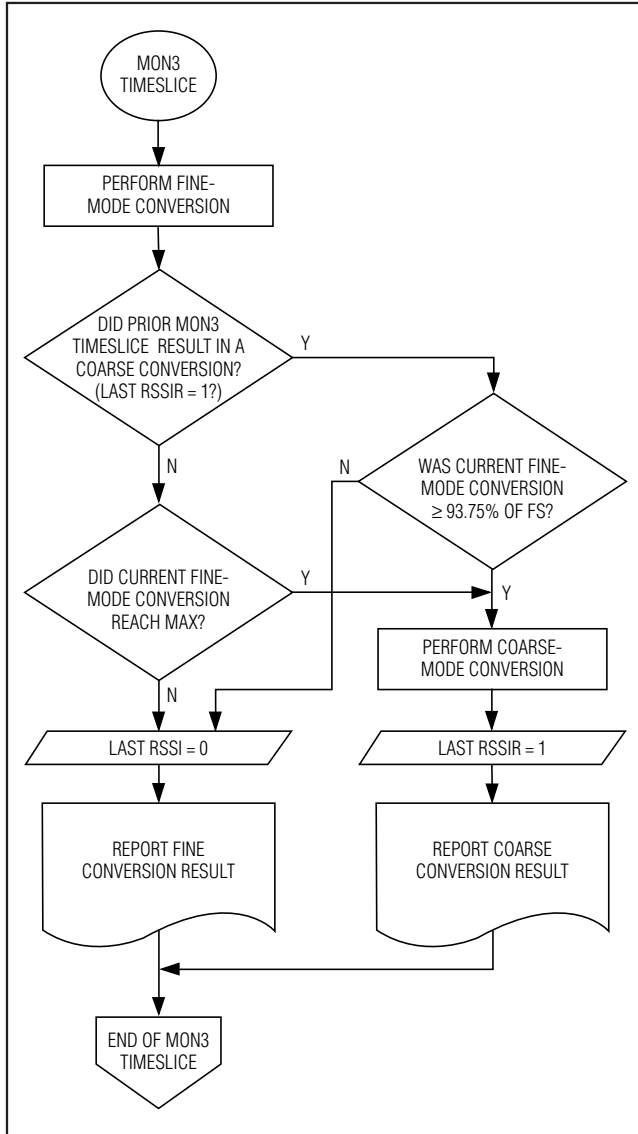 MON3
TIMESLICE
PERFORM FINE-
MODE CONVERSION
DID PRIOR MON3
TIMESLICE RESULT IN A
COARSE CONVERSION?
(LAST RSSIR = 1?)
Y
N
N
WAS CURRENT FINE-
MODE CONVERSION
≥ 93.75% OF FS?
DID CURRENT FINE-
MODE CONVERSION
REACH MAX?
Y
Y
N
PERFORM COARSE-
MODE CONVERSION
LAST RSSI = 0
LAST RSSIR = 1
REPORT FINE
CONVERSION RESULT
REPORT COARSE
CONVERSION RESULT
END OF MON3
TIMESLICE